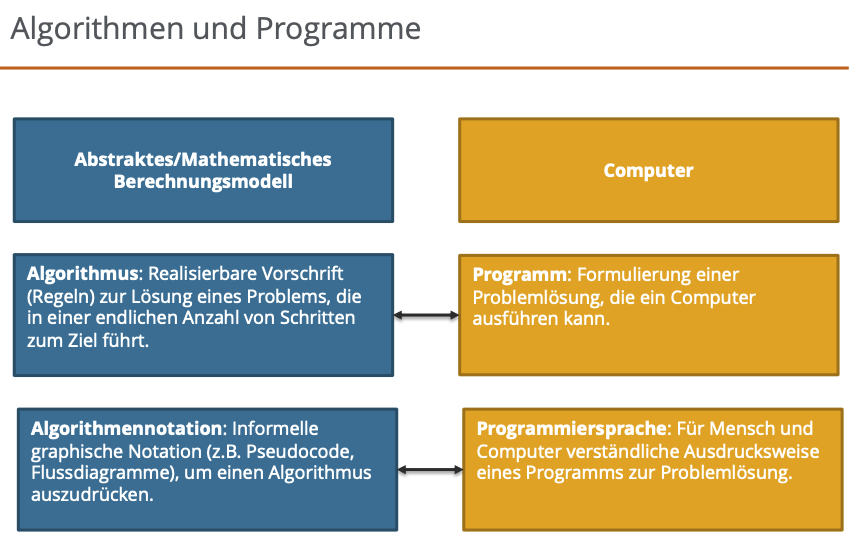 Algorithmen und Programme
Abstraktes/Mathematisches
Berechnungsmodell
Computer
Algorithmus: Realisierbare Vorschrift
(Regeln) zur Lösung eines Problems, die
in einer endlichen Anzahl von Schritten
zum Ziel führt.
Programm: Formulierung einer
Problemlösung, die ein Computer
ausführen kann.
Algorithmennotation: Informelle
graphische Notation (z.B. Pseudocode,
Flussdiagramme), um einen Algorithmus
auszudrücken.
Programmiersprache: Für Mensch und
Computer verständliche Ausdrucksweise
eines Programms zur Problemlösung.